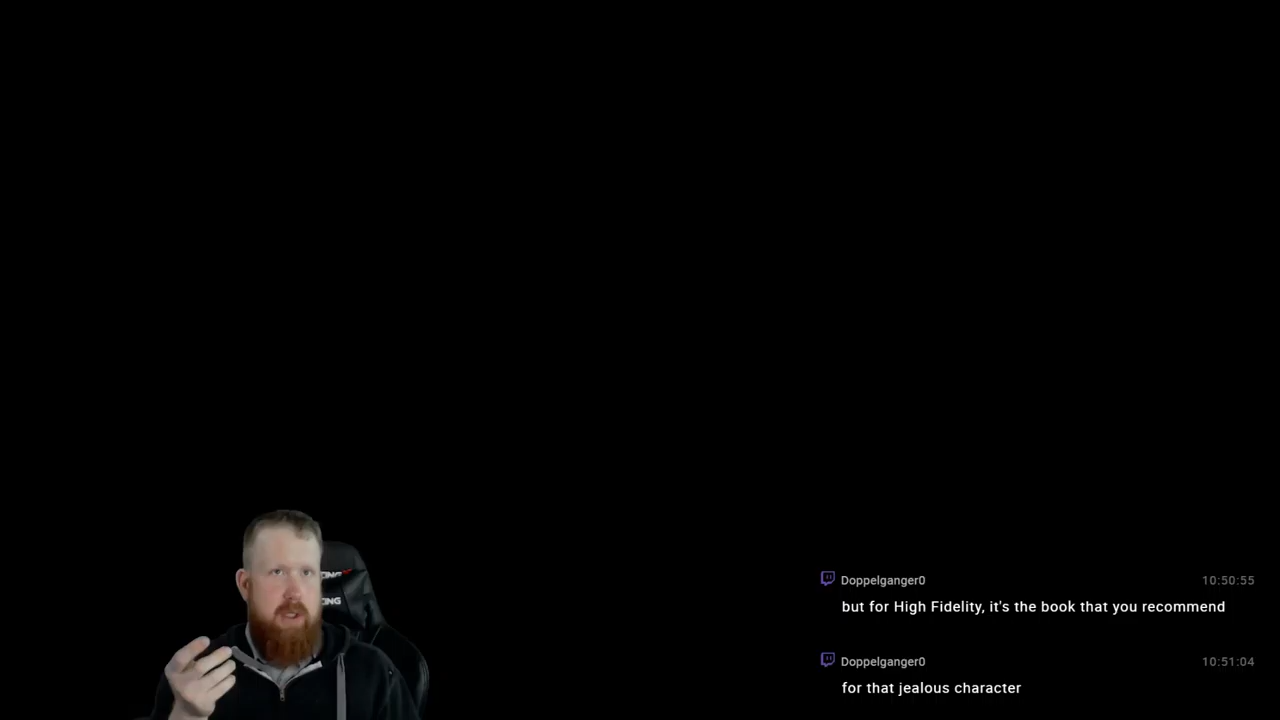 Doppelganger0 10:50:55
but for High Fidelity, it's the book that you recommend
Doppelganger0 10:51:04
for that jealous character